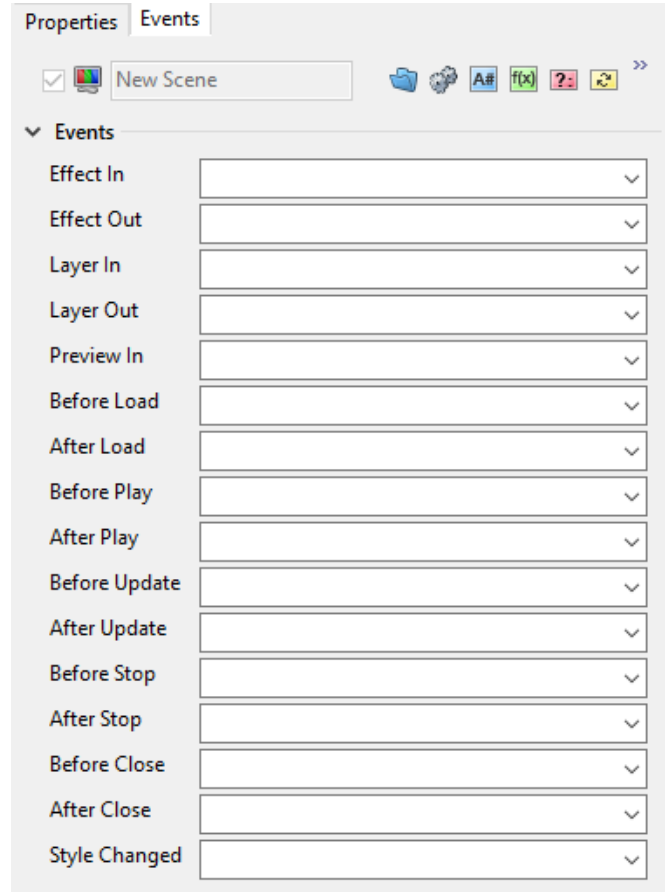 Properties Events
New Scene A# f(x) ?: »
Events
Effect In
Effect Out
Layer In
Layer Out
Preview In
Before Load
After Load
Before Play
After Play
Before Update
After Update
Before Stop
After Stop
Before Close
After Close
Style Changed